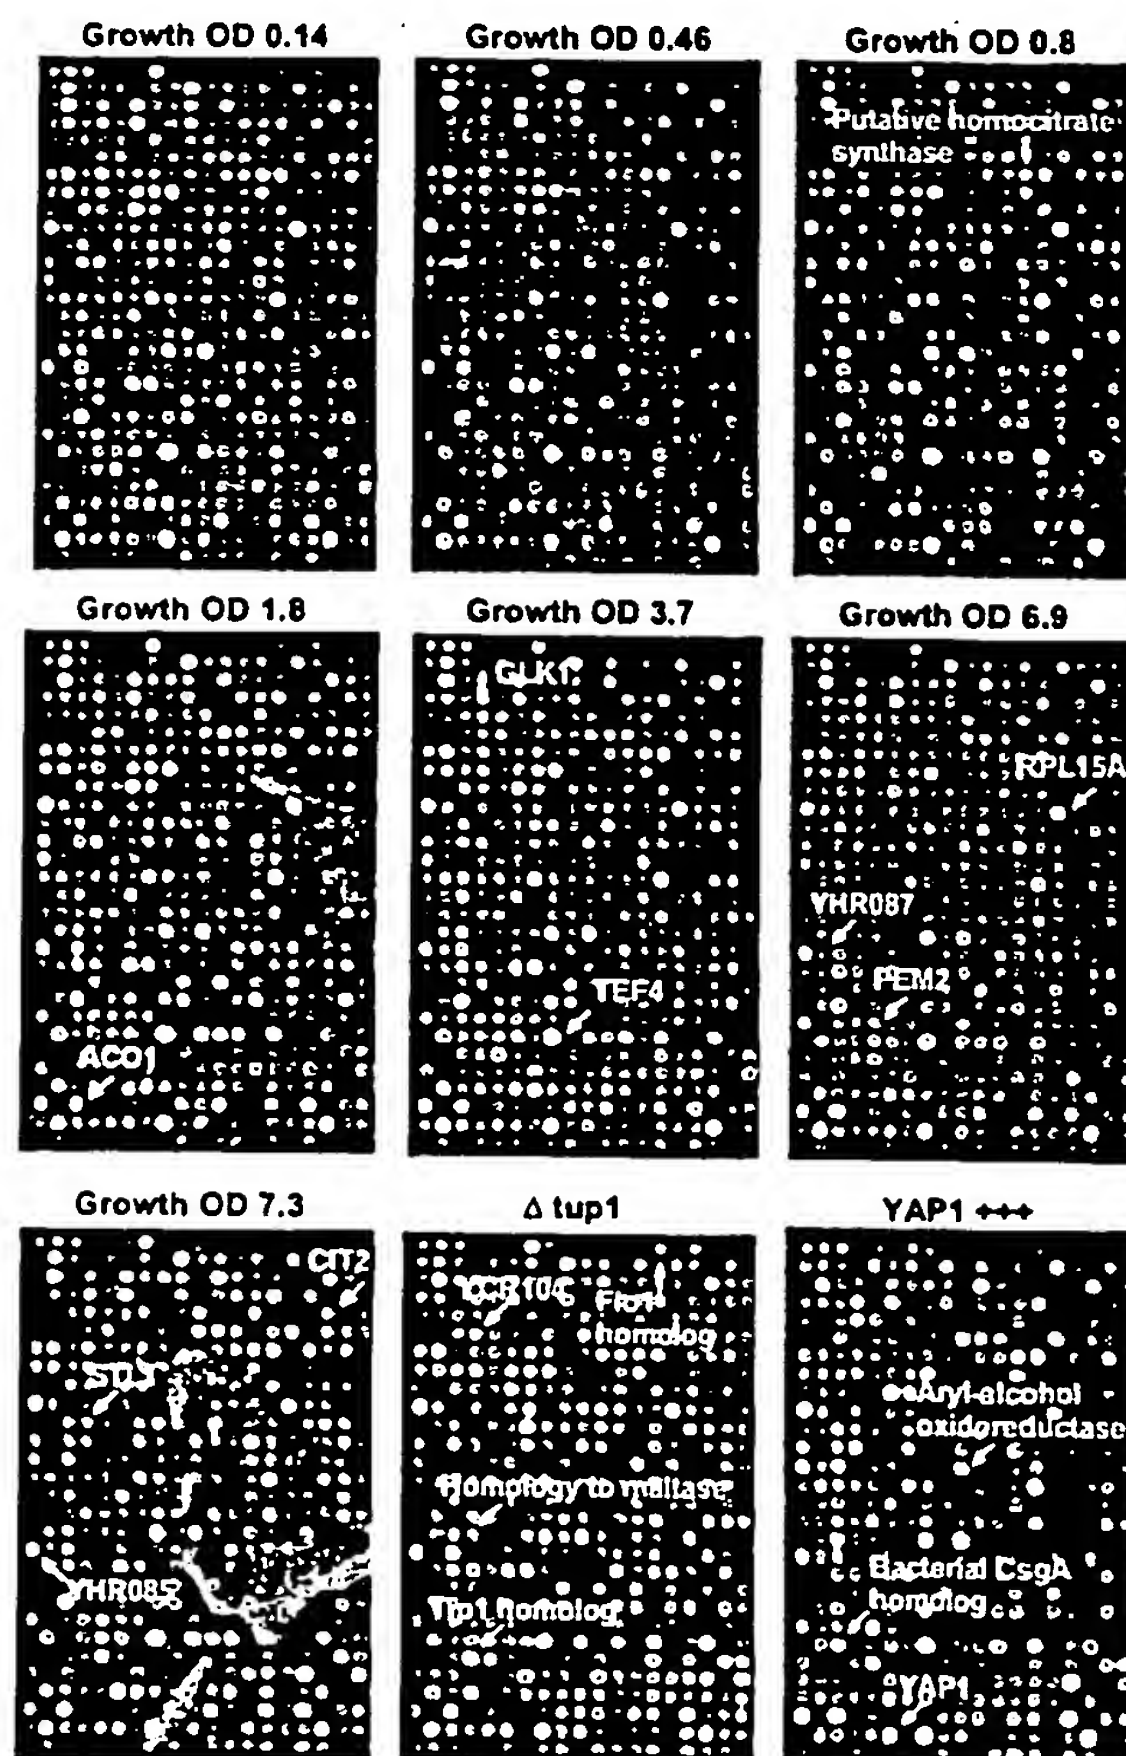 Growth OD 0.14
Growth OD 0.46
Growth OD 0.8
Putative homocitrate
synthase
Growth OD 1.8
Growth OD 3.7
Growth OD 6.9
GLK1
RPL15A
YHR087
PEM2
TEF4
ACO1
Growth OD 7.3
Δ tup1
YAP1 +++
CIT2
YCR104
homolog
Aryl-alcohol
oxidoreductase
Homology to maltase
Bacterial CsgA
homolog
Tip1 homolog
YAP1